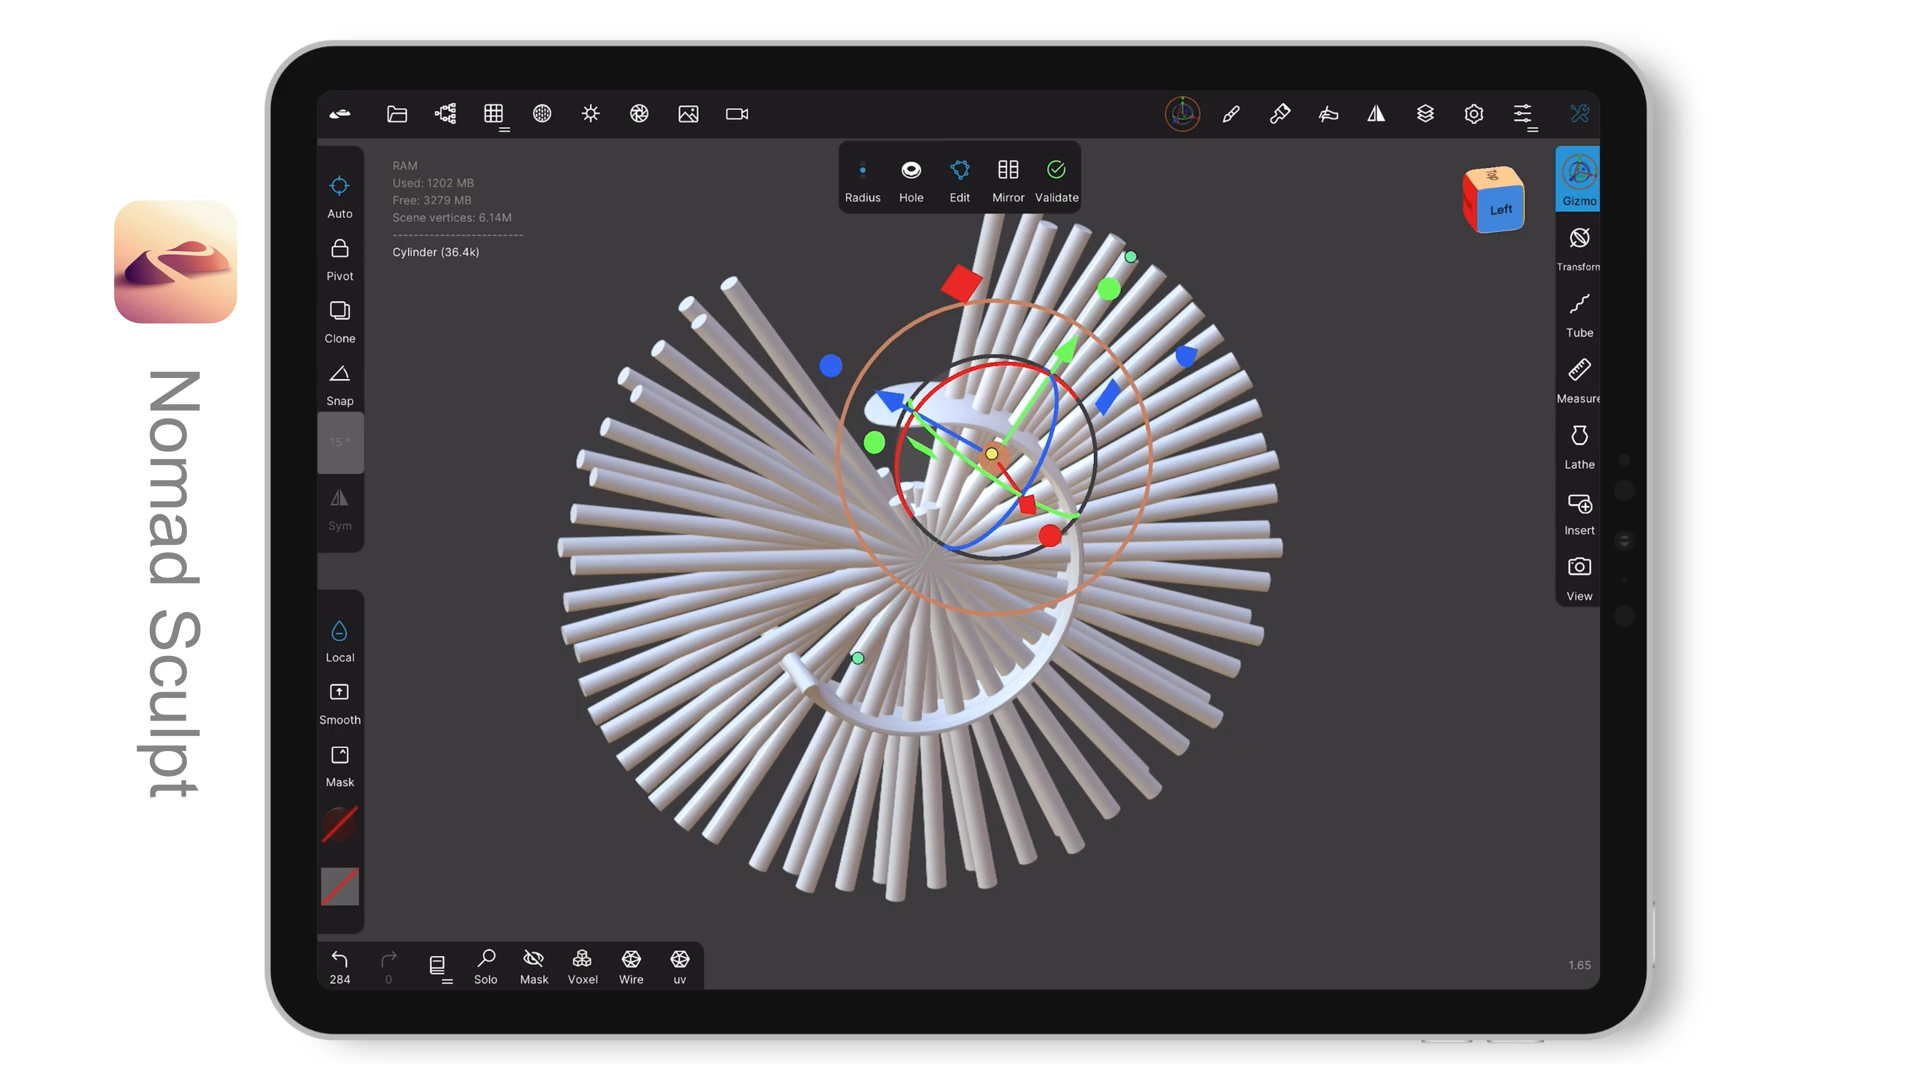 Nomad Sculpt
RAM
Used: 1202 MB
Free: 3279 MB
Scene vertices: 6.14M
Cylinder (36.4k)
Radius
Hole
Edit
Mirror
Validate
Top
Left
Auto
Pivot
Clone
Snap
15 °
Sym
Local
Smooth
Mask
Gizmo
Transform
Tube
Measure
Lathe
Insert
View
284
0
Solo
Mask
Voxel
Wire
uv
1.65